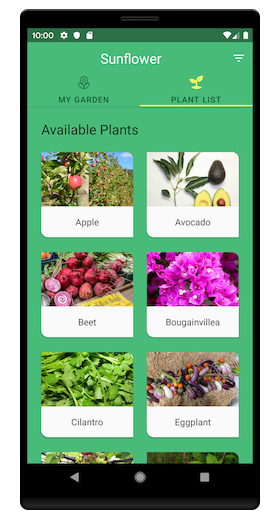 10:00
Sunflower
MY GARDEN
PLANT LIST
Available Plants
Apple
Avocado
Beet
Bougainvillea
Cilantro
Eggplant